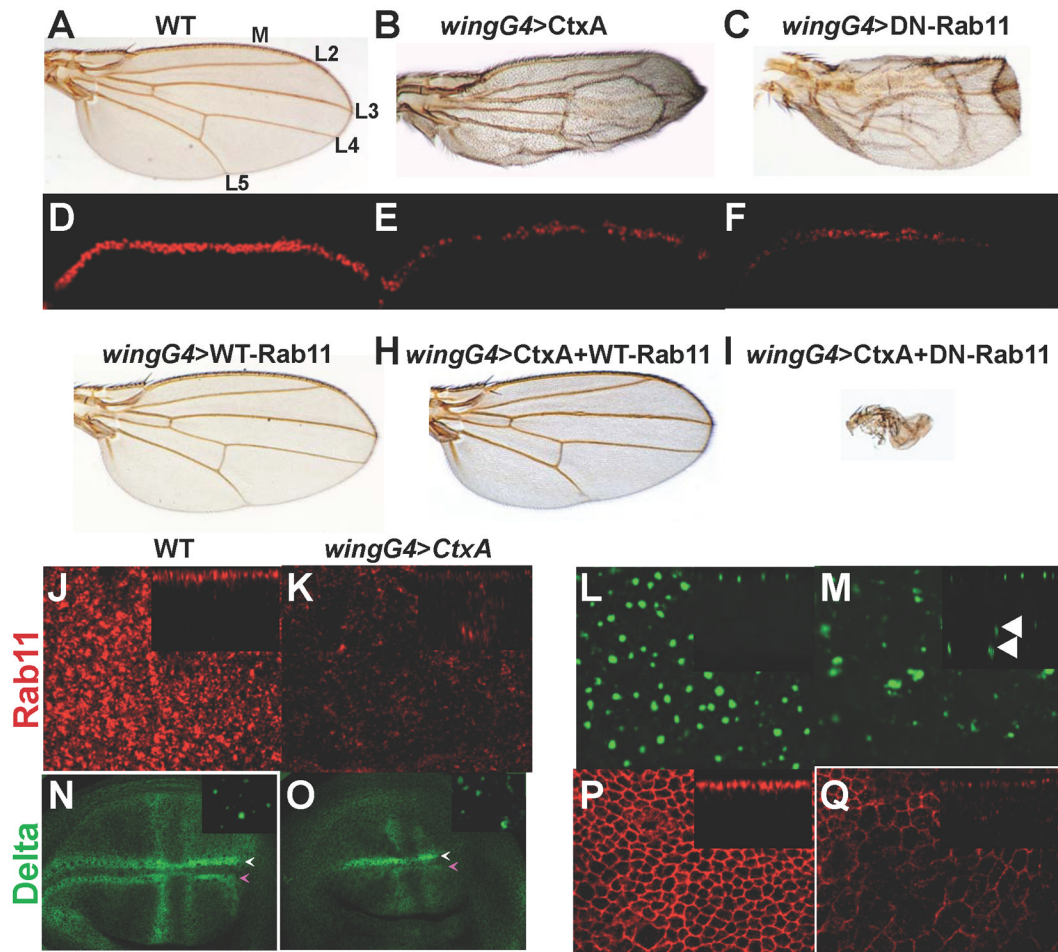 A WT M L2 L3 L4 L5
B wingG4>CtxA
C wingG4>DN-Rab11
D E F
wingG4>WT-Rab11
H wingG4>CtxA+WT-Rab11
I wingG4>CtxA+DN-Rab11
WT wingG4>CtxA
Rab11
J K L M
Delta
N O P Q